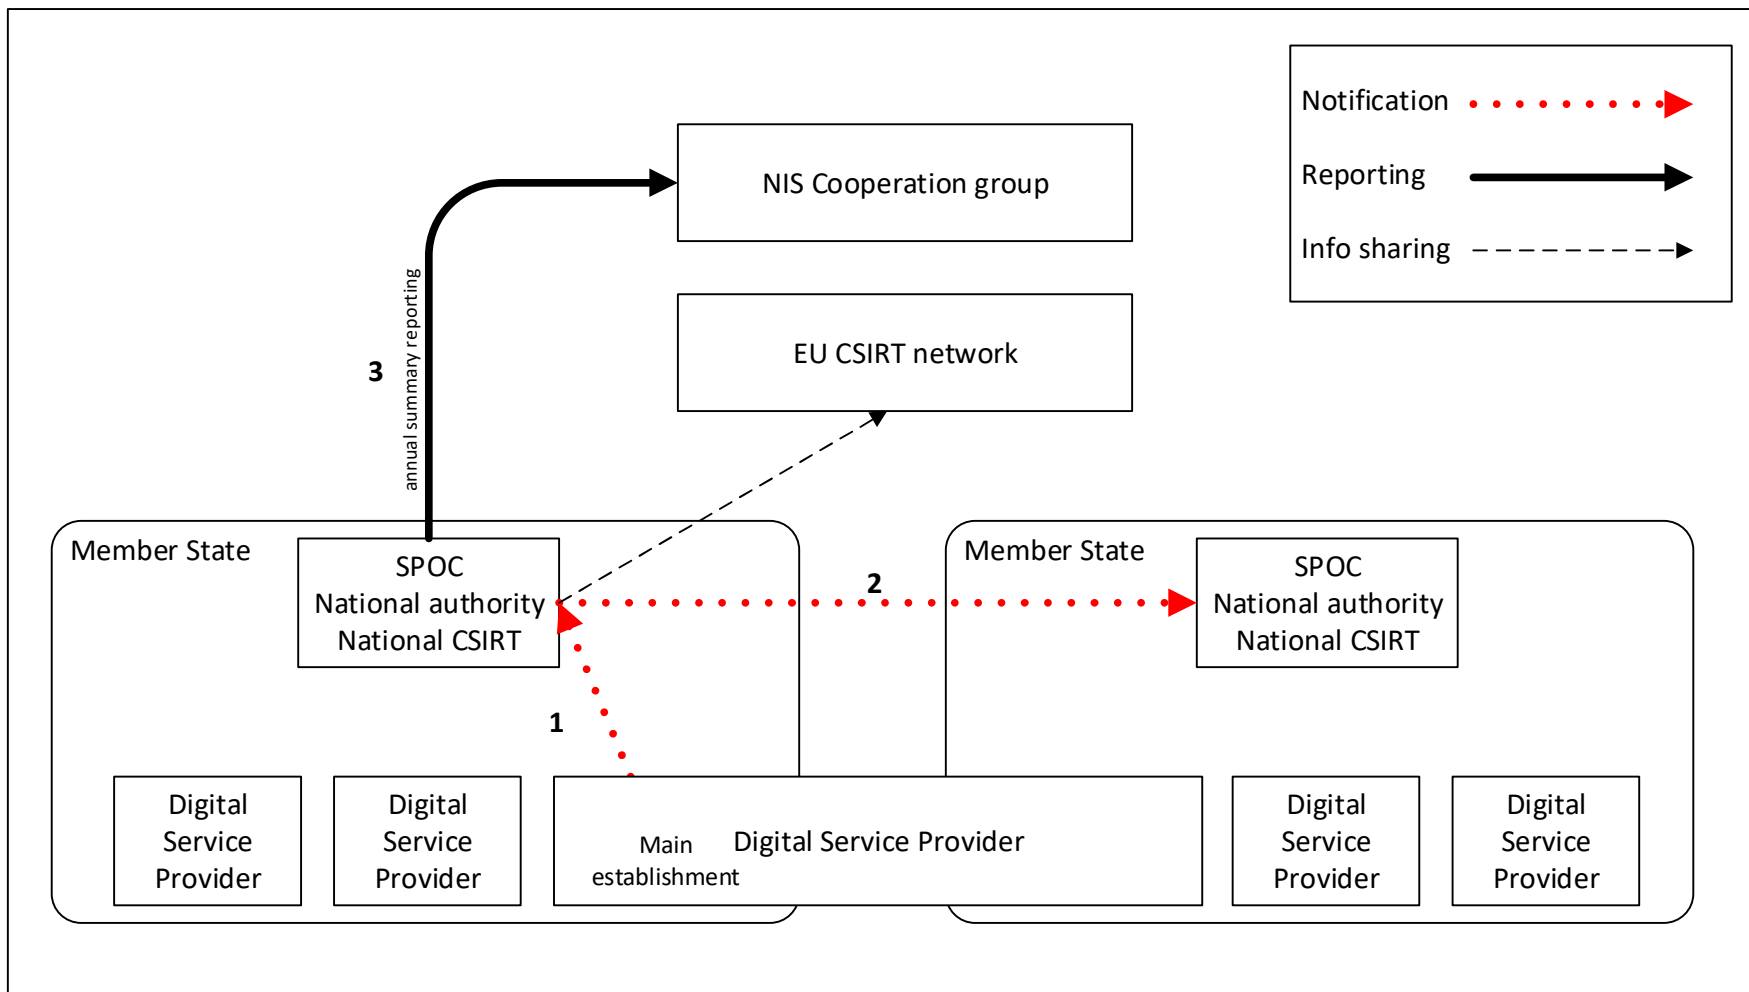 Notification
Reporting
Info sharing
NIS Cooperation group
EU CSIRT network
annual summary reporting
3
Member State
SPOC
National authority
National CSIRT
2
Member State
SPOC
National authority
National CSIRT
1
Digital
Service
Provider
Digital
Service
Provider
Main
establishment
Digital Service Provider
Digital
Service
Provider
Digital
Service
Provider